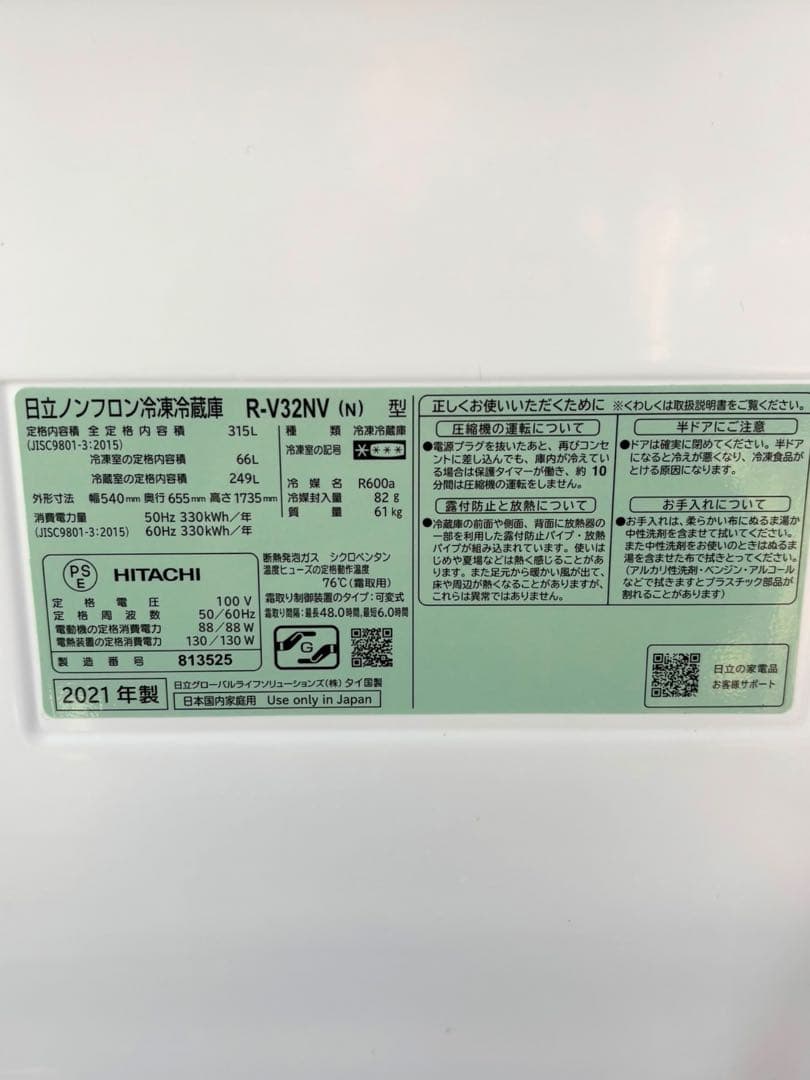 日立ノンフロン冷凍冷蔵庫 R-V32NV (N) 型
定格内容積 全定格内容積 315L
(JISC9801-3:2015)
冷凍室の定格内容積 66L
冷蔵室の定格内容積 249L
外形寸法 幅540mm 奥行655mm 高さ1735mm
消費電力量 50Hz 330kWh/年
(JISC9801-3:2015) 60Hz 330kWh/年
種類 冷凍冷蔵庫
冷凍室の記号 ****
冷媒名 R600a
冷媒封入量 82g
質量 61kg
PS
E
HITACHI
定格電圧 100V
定格周波数 50/60Hz
電動機の定格消費電力 88/88W
電熱装置の定格消費電力 130/130W
製造番号 813525
断熱発泡ガス シクロペンタン
温度ヒューズの定格動作温度
76℃(霜取用)
霜取り制御装置のタイプ:可変式
霜取り間隔:最長48.0時間,最短6.0時間
G
2021年製
日立グローバルライフソリューションズ(株) タイ国製
日本国内家庭用 Use only in Japan
正しくお使いいただくために ※くわしくは取扱説明書をご覧ください。
圧縮機の運転について
●電源プラグを抜いたあと、再びコンセ
ントに差し込んでも、庫内が冷えてい
る場合は保護タイマーが働き、約10
分間は圧縮機の運転をしません。
露付防止と放熱について
●冷蔵庫の前面や側面、背面に放熱器の
一部を利用した露付防止パイプ・放熱
パイプが組み込まれています。使いは
じめや夏場などは熱く感じることがあ
ります。また足元から暖かい風が出て、
床や周辺が熱くなることがありますが、
これらは異常ではありません。
半ドアにご注意
●ドアは確実に閉めてください。半ドア
になると冷えが悪くなり、冷凍食品が
とける原因になります。
お手入れについて
●お手入れは、柔らかい布にぬるま湯か
中性洗剤を含ませて拭いてください。
また中性洗剤をお使いのときはぬるま
湯を含ませた布で拭きとってください。
(アルカリ性洗剤・ベンジン・アルコール
などで拭きますとプラスチック部品が
割れることがあります)
日立の家電品
お客様サポート